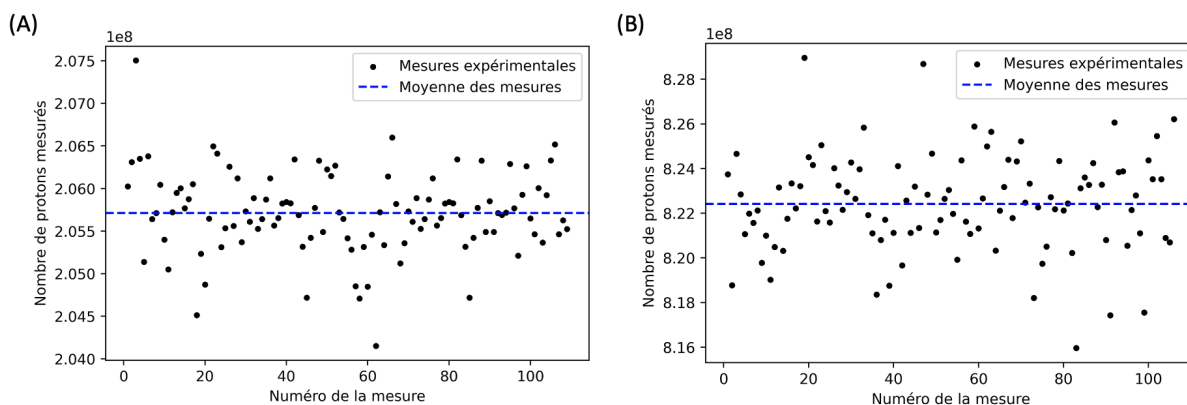 (A)
1e8
Nombre de protons mesurés
2.075
2.070
2.065
2.060
2.055
2.050
2.045
2.040
Mesures expérimentales
Moyenne des mesures
0
20
40
60
80
100
Numéro de la mesure
(B)
1e8
Nombre de protons mesurés
8.28
8.26
8.24
8.22
8.20
8.18
8.16
Mesures expérimentales
Moyenne des mesures
0
20
40
60
80
100
Numéro de la mesure